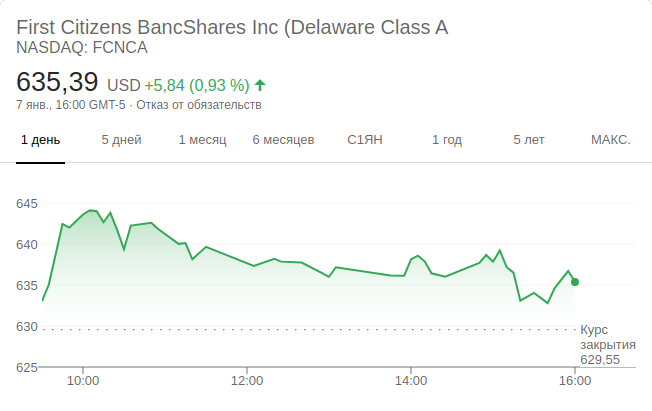 First Citizens BancShares Inc (Delaware Class A
NASDAQ: FCNCA
635,39 USD +5,84 (0,93 %)
7 янв., 16:00 GMT-5 · Отказ от обязательств
1 день 5 дней 1 месяц 6 месяцев С1ЯН 1 год 5 лет МАКС.
645
640
635
630
Курс
закрытия
629,55
625
10:00 12:00 14:00 16:00